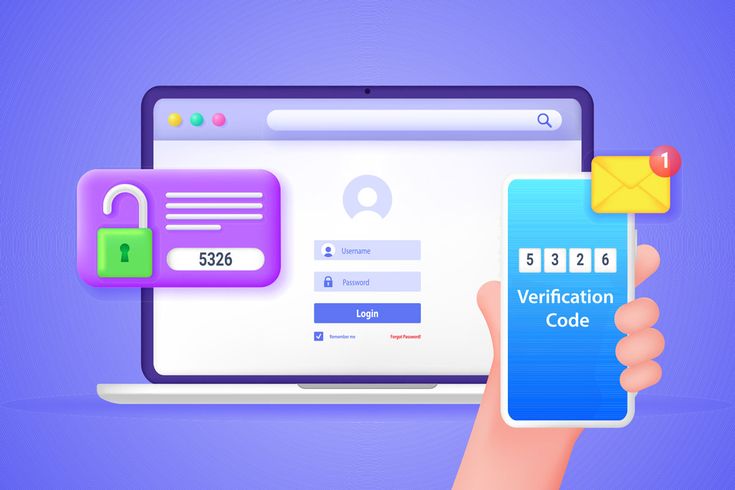 1
5326
Username
Password
Login
Remember me
Forgot Password!
5 3 2 6
Verification
Code